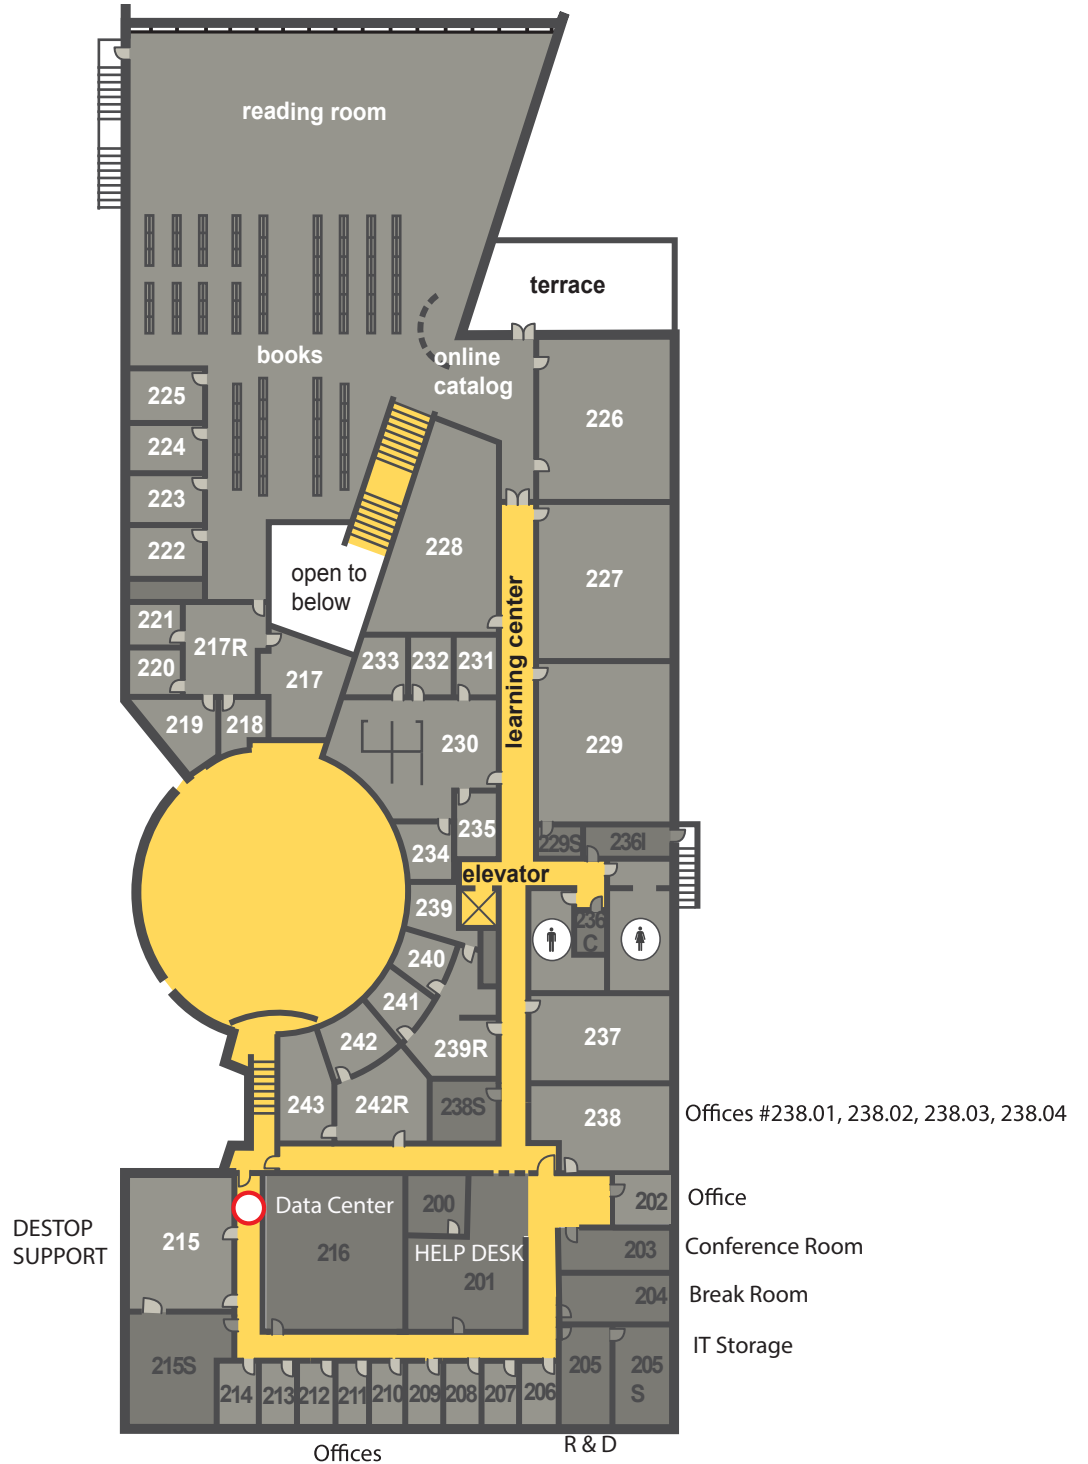 reading room
terrace
books
online
catalog
225
226
224
223
222
228
open to
below
227
221
217R
220
233
232
231
217
learning center
219
218
230
229
235
234
229S
236I
elevator
239
236
C
240
241
242
239R
237
243
242R
238S
238
Offices #238.01, 238.02, 238.03, 238.04
200
202
Office
Data Center
DESTOP
SUPPORT
215
216
HELP DESK
201
203
Conference Room
204
Break Room
IT Storage
215S
205
205
S
214
213
212
211
210
209
208
207
206
Offices
R & D